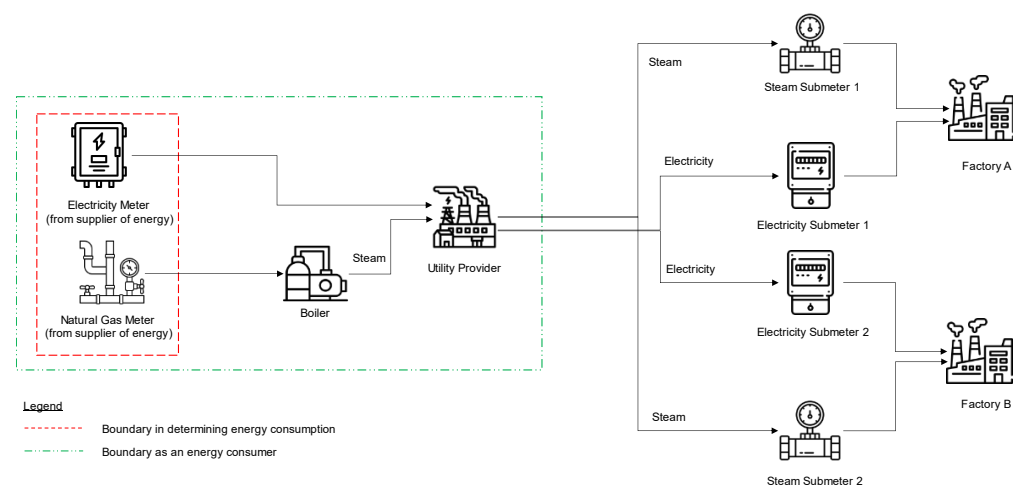 Steam
Steam Submeter 1
Factory A
Electricity
Electricity Submeter 1
Electricity Meter
(from supplier of energy)
Steam
Utility Provider
Electricity
Natural Gas Meter
(from supplier of energy)
Boiler
Electricity Submeter 2
Factory B
Steam
Steam Submeter 2
Legend
Boundary in determining energy consumption
Boundary as an energy consumer